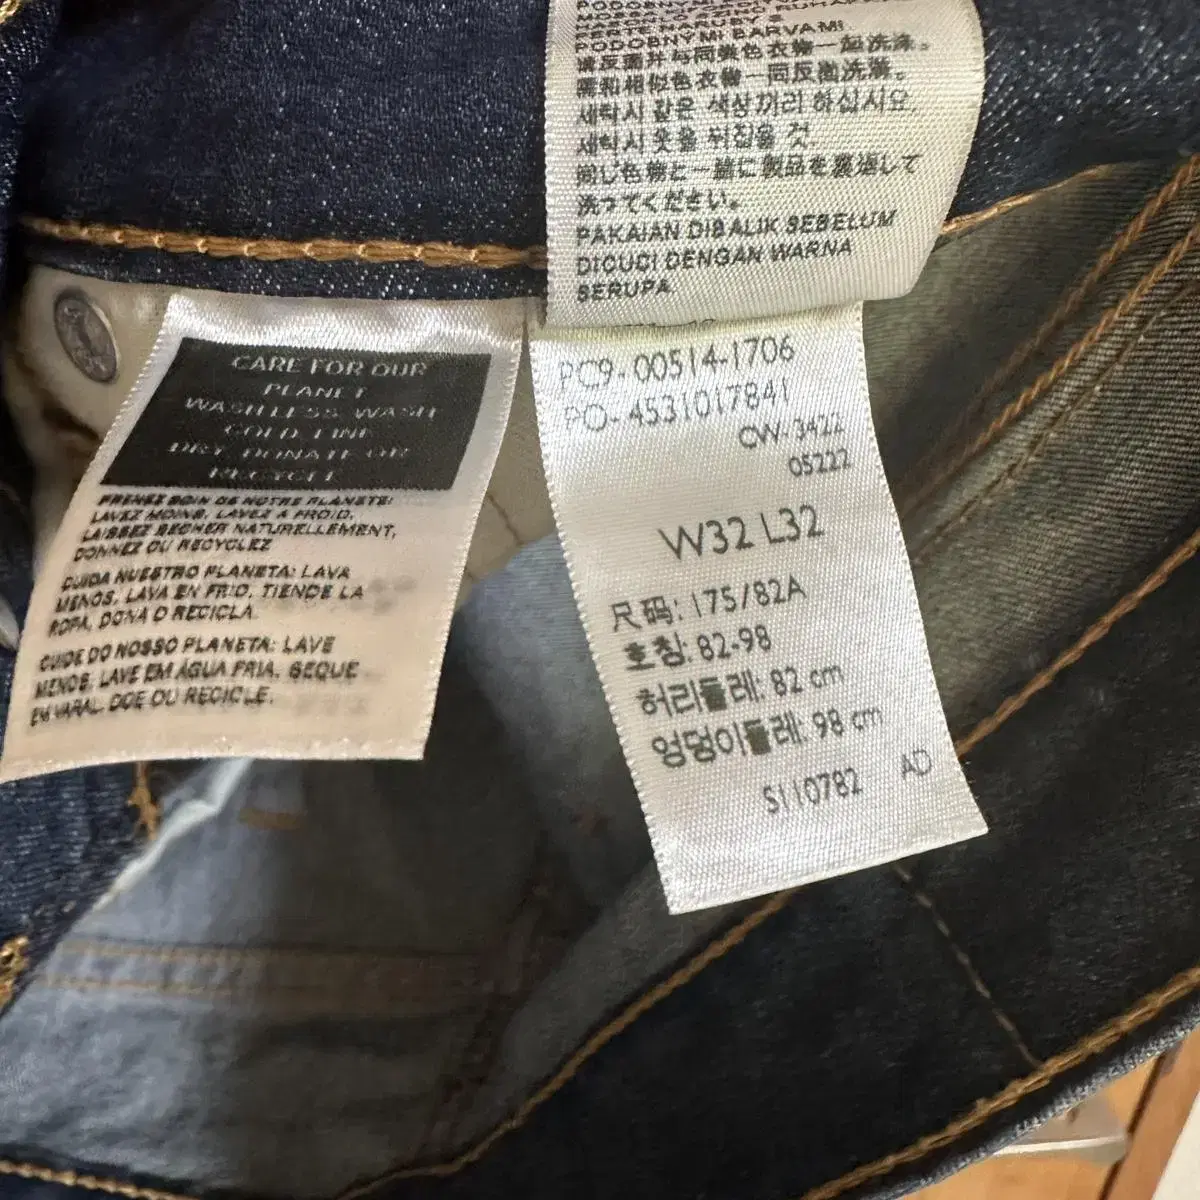 PODOBNYMI BARVAMI
请反面并与同类色衣物一起洗涤。
需和相似色衣物一同反面洗滌。
세탁시 같은 색상끼리 하십시오.
세탁시 옷을 뒤집을 것.
同じ色物と一緒に製品を裏返して
洗ってください。
PAKAIAN DIBALIK SEBELUM
DICUCI DENGAN WARNA
SERUPA
CARE FOR OUR
PLANET
WASH LESS, WASH
COLD, LINE
DRY, DONATE OR
RECYCLE
PRENEZ SOIN DE NOTRE PLANETE:
LAVEZ MOINS, LAVEZ A FROID,
LAISSEZ SECHER NATURELLEMENT,
DONNEZ OU RECYCLEZ
CUIDA NUESTRO PLANETA: LAVA
MENOS, LAVA EN FRIO, TIENDE LA
ROPA, DONA O RECICLA.
CUIDE DO NOSSO PLANETA: LAVE
MENOS, LAVE EM ÁGUA FRIA, SEQUE
EM VARAL, DOE OU RECICLE.
PC9-00514-1706
PO-4531017841
CW-3422
05222
W32 L32
尺码: 175/82A
호칭: 82-98
허리둘레: 82 cm
엉덩이둘레: 98 cm
S110782 AD